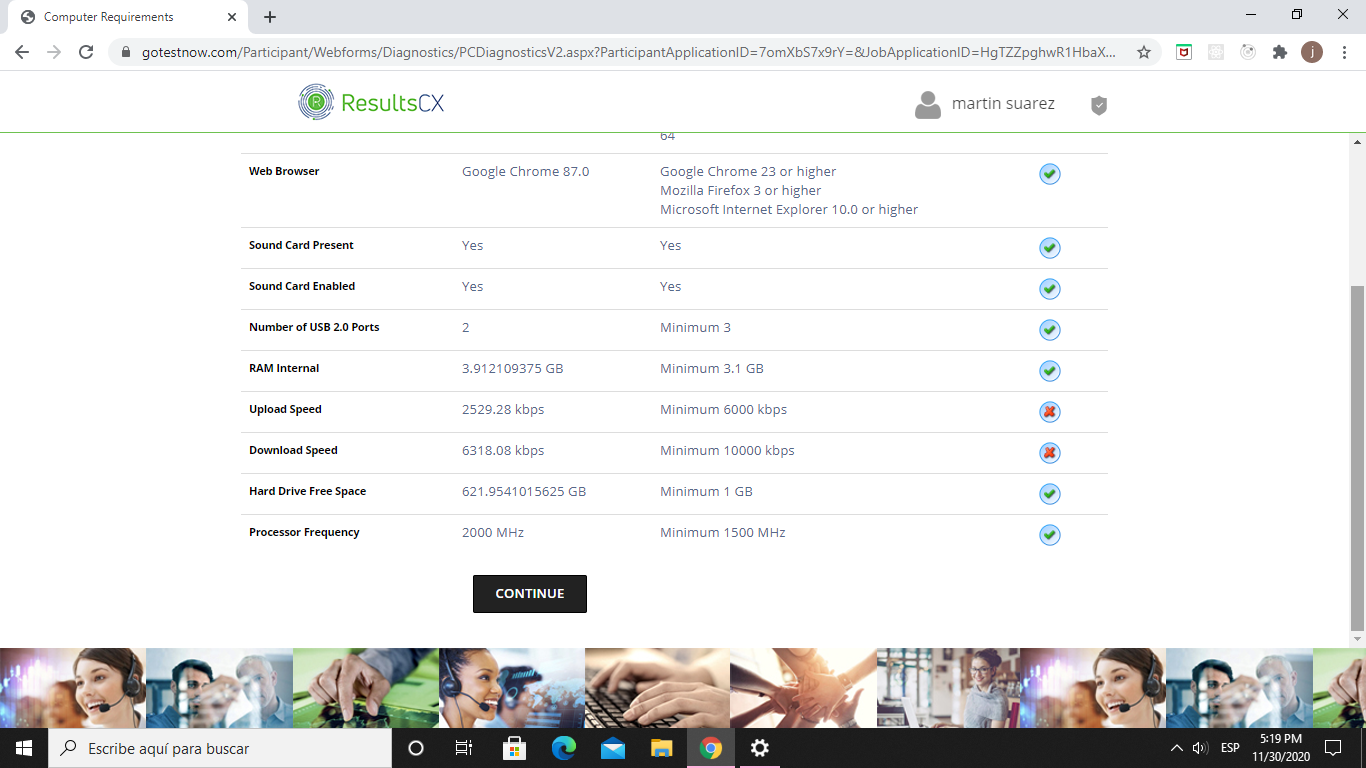 Computer Requirements
gotestnow.com/Participant/Webforms/Diagnostics/PCDiagnosticsV2.aspx?ParticipantApplicationID=7omXbS7x9rY=&JobApplicationID=HgTZZpghwR1HbaX...
j
R ResultsCX
martin suarez
64
Web Browser Google Chrome 87.0 Google Chrome 23 or higher
Mozilla Firefox 3 or higher
Microsoft Internet Explorer 10.0 or higher
Sound Card Present Yes Yes
Sound Card Enabled Yes Yes
Number of USB 2.0 Ports 2 Minimum 3
RAM Internal 3.912109375 GB Minimum 3.1 GB
Upload Speed 2529.28 kbps Minimum 6000 kbps
Download Speed 6318.08 kbps Minimum 10000 kbps
Hard Drive Free Space 621.9541015625 GB Minimum 1 GB
Processor Frequency 2000 MHz Minimum 1500 MHz
CONTINUE
Escribe aquí para buscar
ESP
5:19 PM
11/30/2020